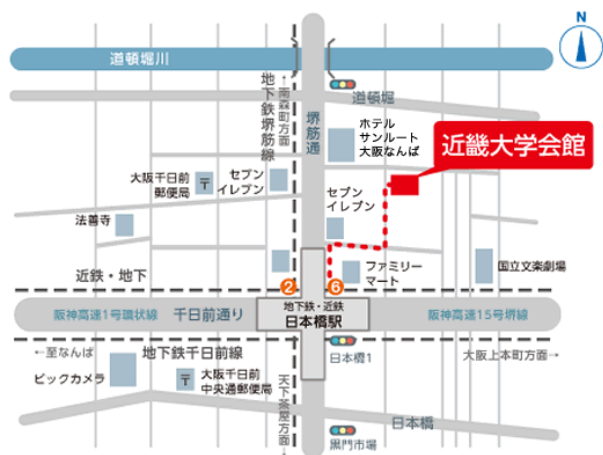 N
道頓堀川
←南森町方面
地下鉄堺筋線
堺筋通
道頓堀
ホテル
サンルート
大阪なんば
近畿大学会館
大阪千日前
郵便局
〒
セブン
イレブン
セブン
イレブン
法善寺
近鉄・地下
2
6
ファミリー
マート
国立文楽劇場
阪神高速1号環状線
千日前通り
地下鉄・近鉄
日本橋駅
阪神高速15号堺線
←至なんば
地下鉄千日前線
日本橋1
大阪上本町方面→
ビックカメラ
〒
大阪千日前
中央通郵便局
天下茶屋方面→
日本橋
黒門市場